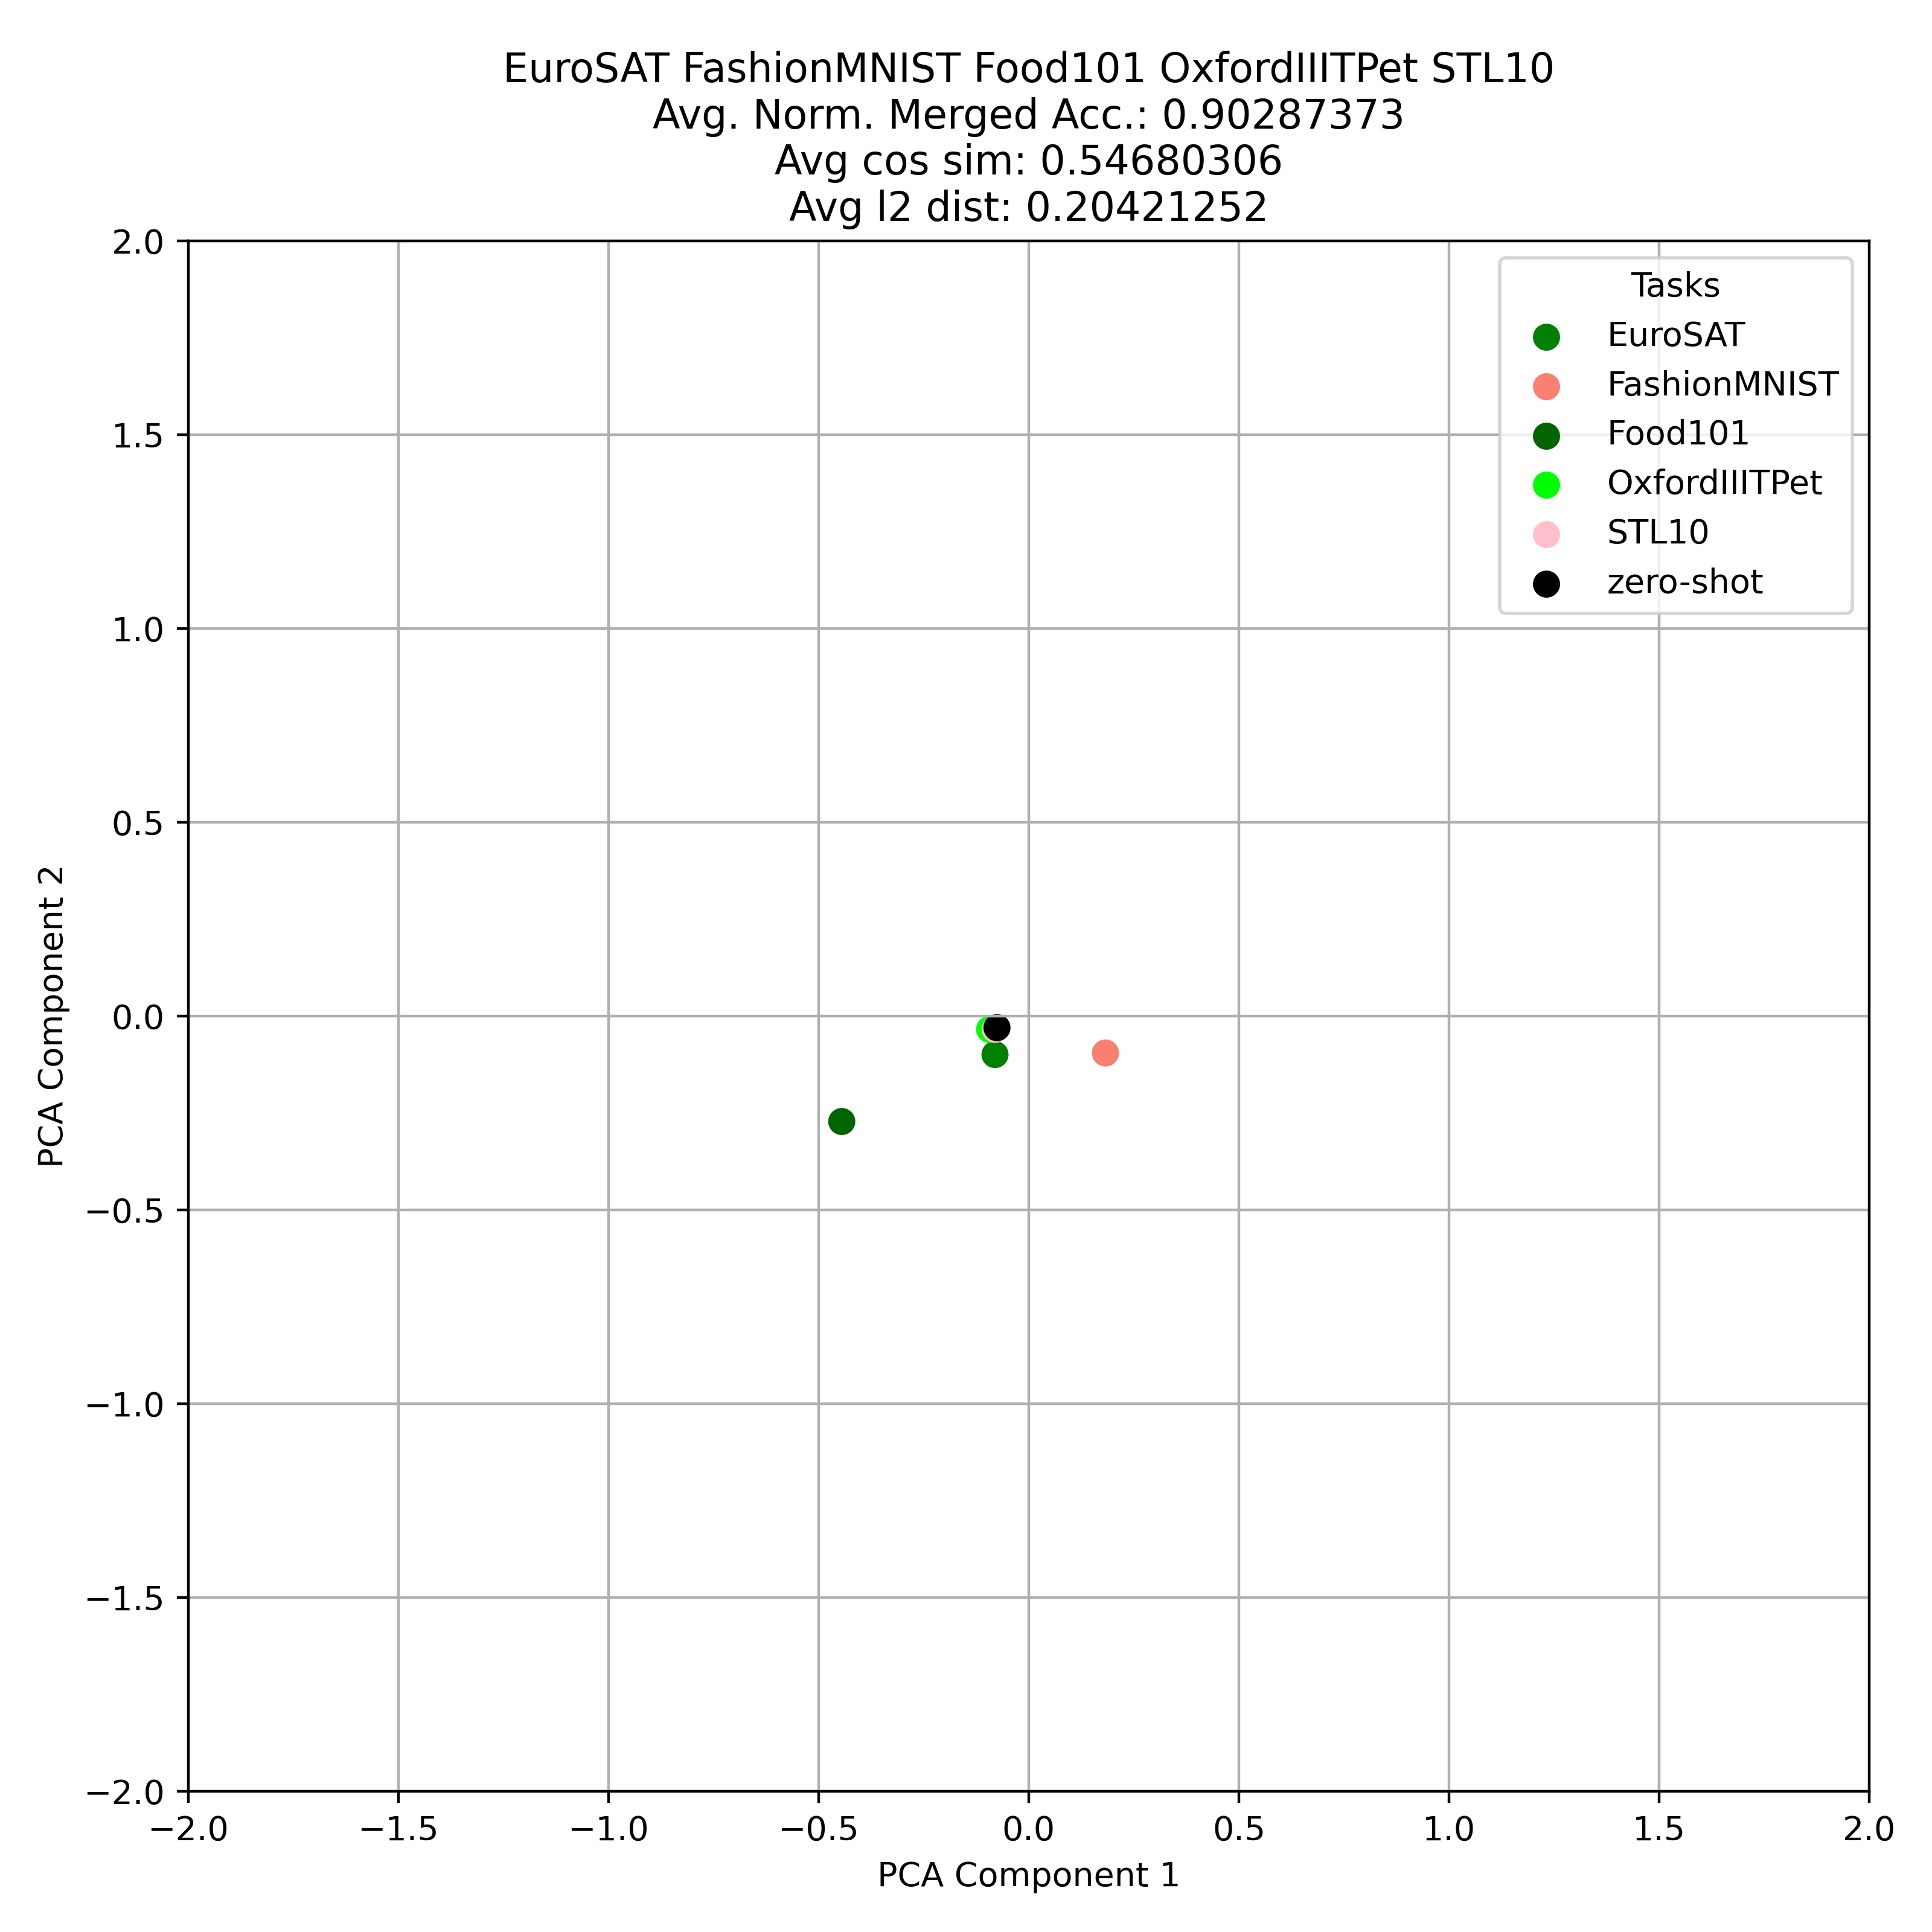 EuroSAT FashionMNIST Food101 OxfordIIITPet STL10
Avg. Norm. Merged Acc.: 0.90287373
Avg cos sim: 0.54680306
Avg l2 dist: 0.20421252
Tasks
EuroSAT
FashionMNIST
Food101
OxfordIIITPet
STL10
zero-shot
PCA Component 2
2.0
1.5
1.0
0.5
0.0
−0.5
−1.0
−1.5
−2.0
−2.0 −1.5 −1.0 −0.5 0.0 0.5 1.0 1.5 2.0
PCA Component 1